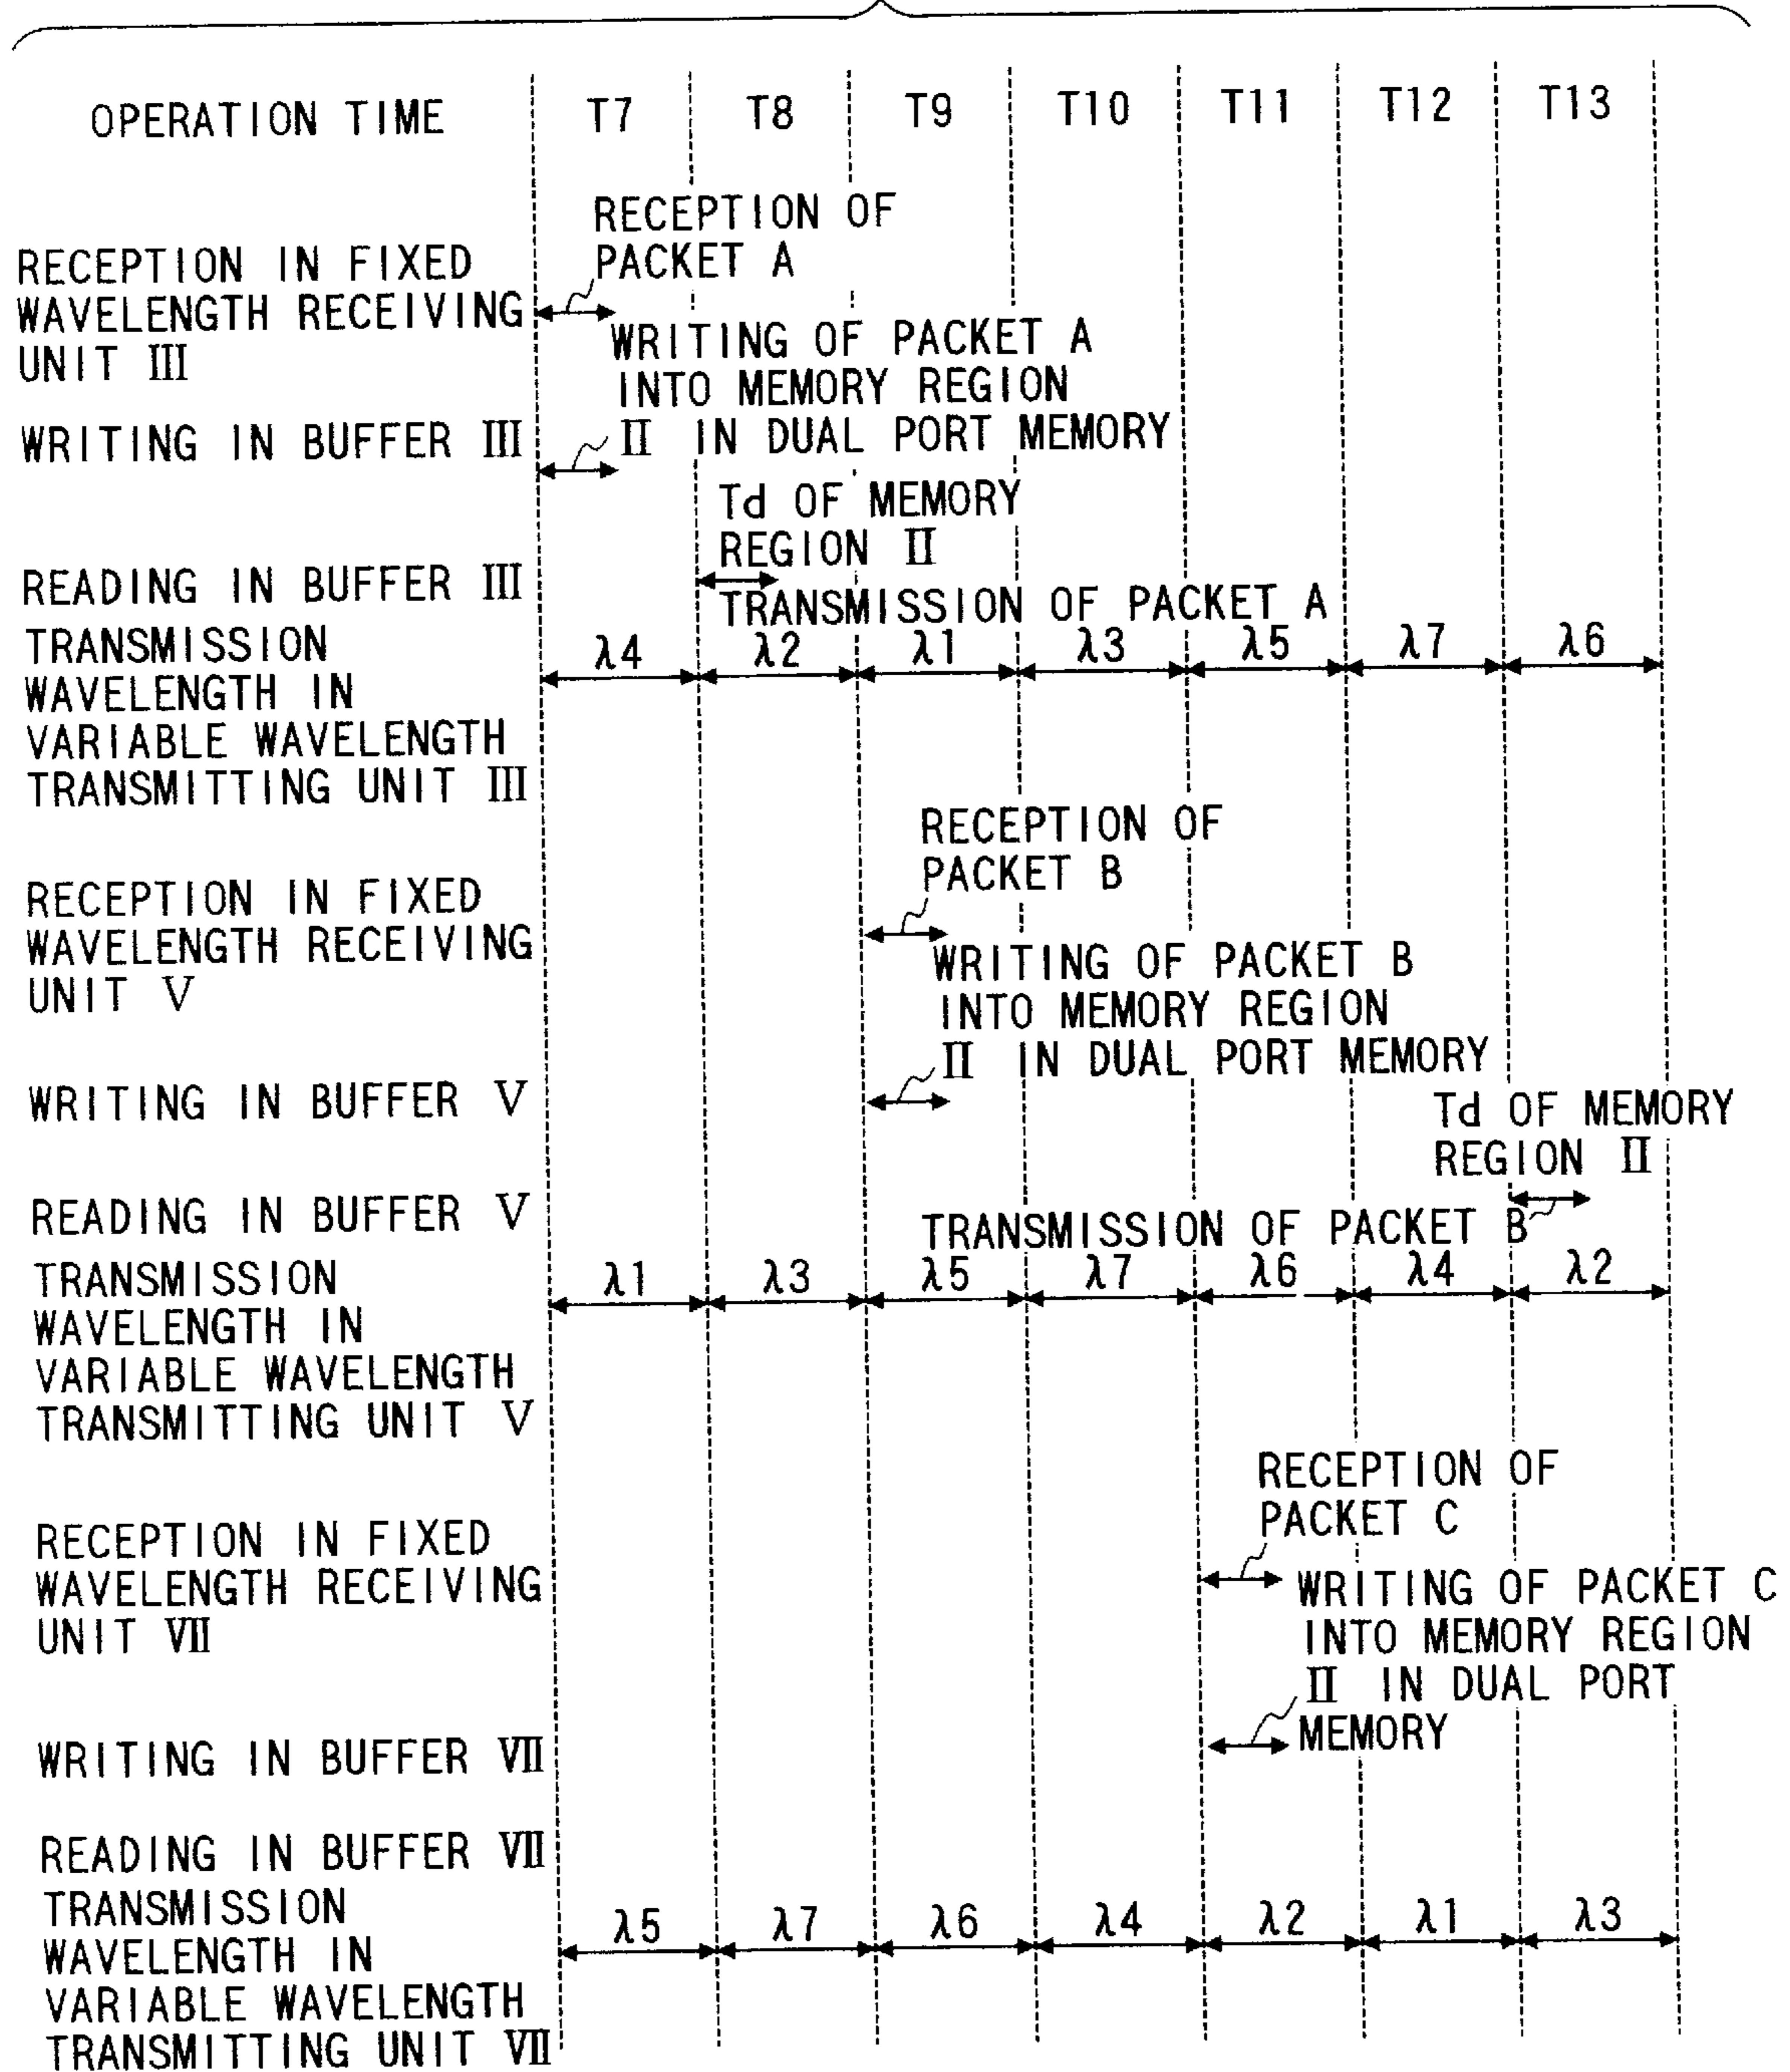 OPERATION TIME T7 T8 T9 T10 T11 T12 T13
RECEPTION OF
PACKET A
RECEPTION IN FIXED
WAVELENGTH RECEIVING
UNIT III
WRITING OF PACKET A
INTO MEMORY REGION
II IN DUAL PORT MEMORY
WRITING IN BUFFER III
Td OF MEMORY
REGION II
READING IN BUFFER III
TRANSMISSION OF PACKET A
TRANSMISSION
WAVELENGTH IN
VARIABLE WAVELENGTH
TRANSMITTING UNIT III
λ4 λ2 λ1 λ3 λ5 λ7 λ6
RECEPTION OF
PACKET B
RECEPTION IN FIXED
WAVELENGTH RECEIVING
UNIT V
WRITING OF PACKET B
INTO MEMORY REGION
II IN DUAL PORT MEMORY
WRITING IN BUFFER V
Td OF MEMORY
REGION II
READING IN BUFFER V
TRANSMISSION OF PACKET B
TRANSMISSION
WAVELENGTH IN
VARIABLE WAVELENGTH
TRANSMITTING UNIT V
λ1 λ3 λ5 λ7 λ6 λ4 λ2
RECEPTION OF
PACKET C
RECEPTION IN FIXED
WAVELENGTH RECEIVING
UNIT VII
WRITING OF PACKET C
INTO MEMORY REGION
II IN DUAL PORT
MEMORY
WRITING IN BUFFER VII
READING IN BUFFER VII
TRANSMISSION
WAVELENGTH IN
VARIABLE WAVELENGTH
TRANSMITTING UNIT VII
λ5 λ7 λ6 λ4 λ2 λ1 λ3